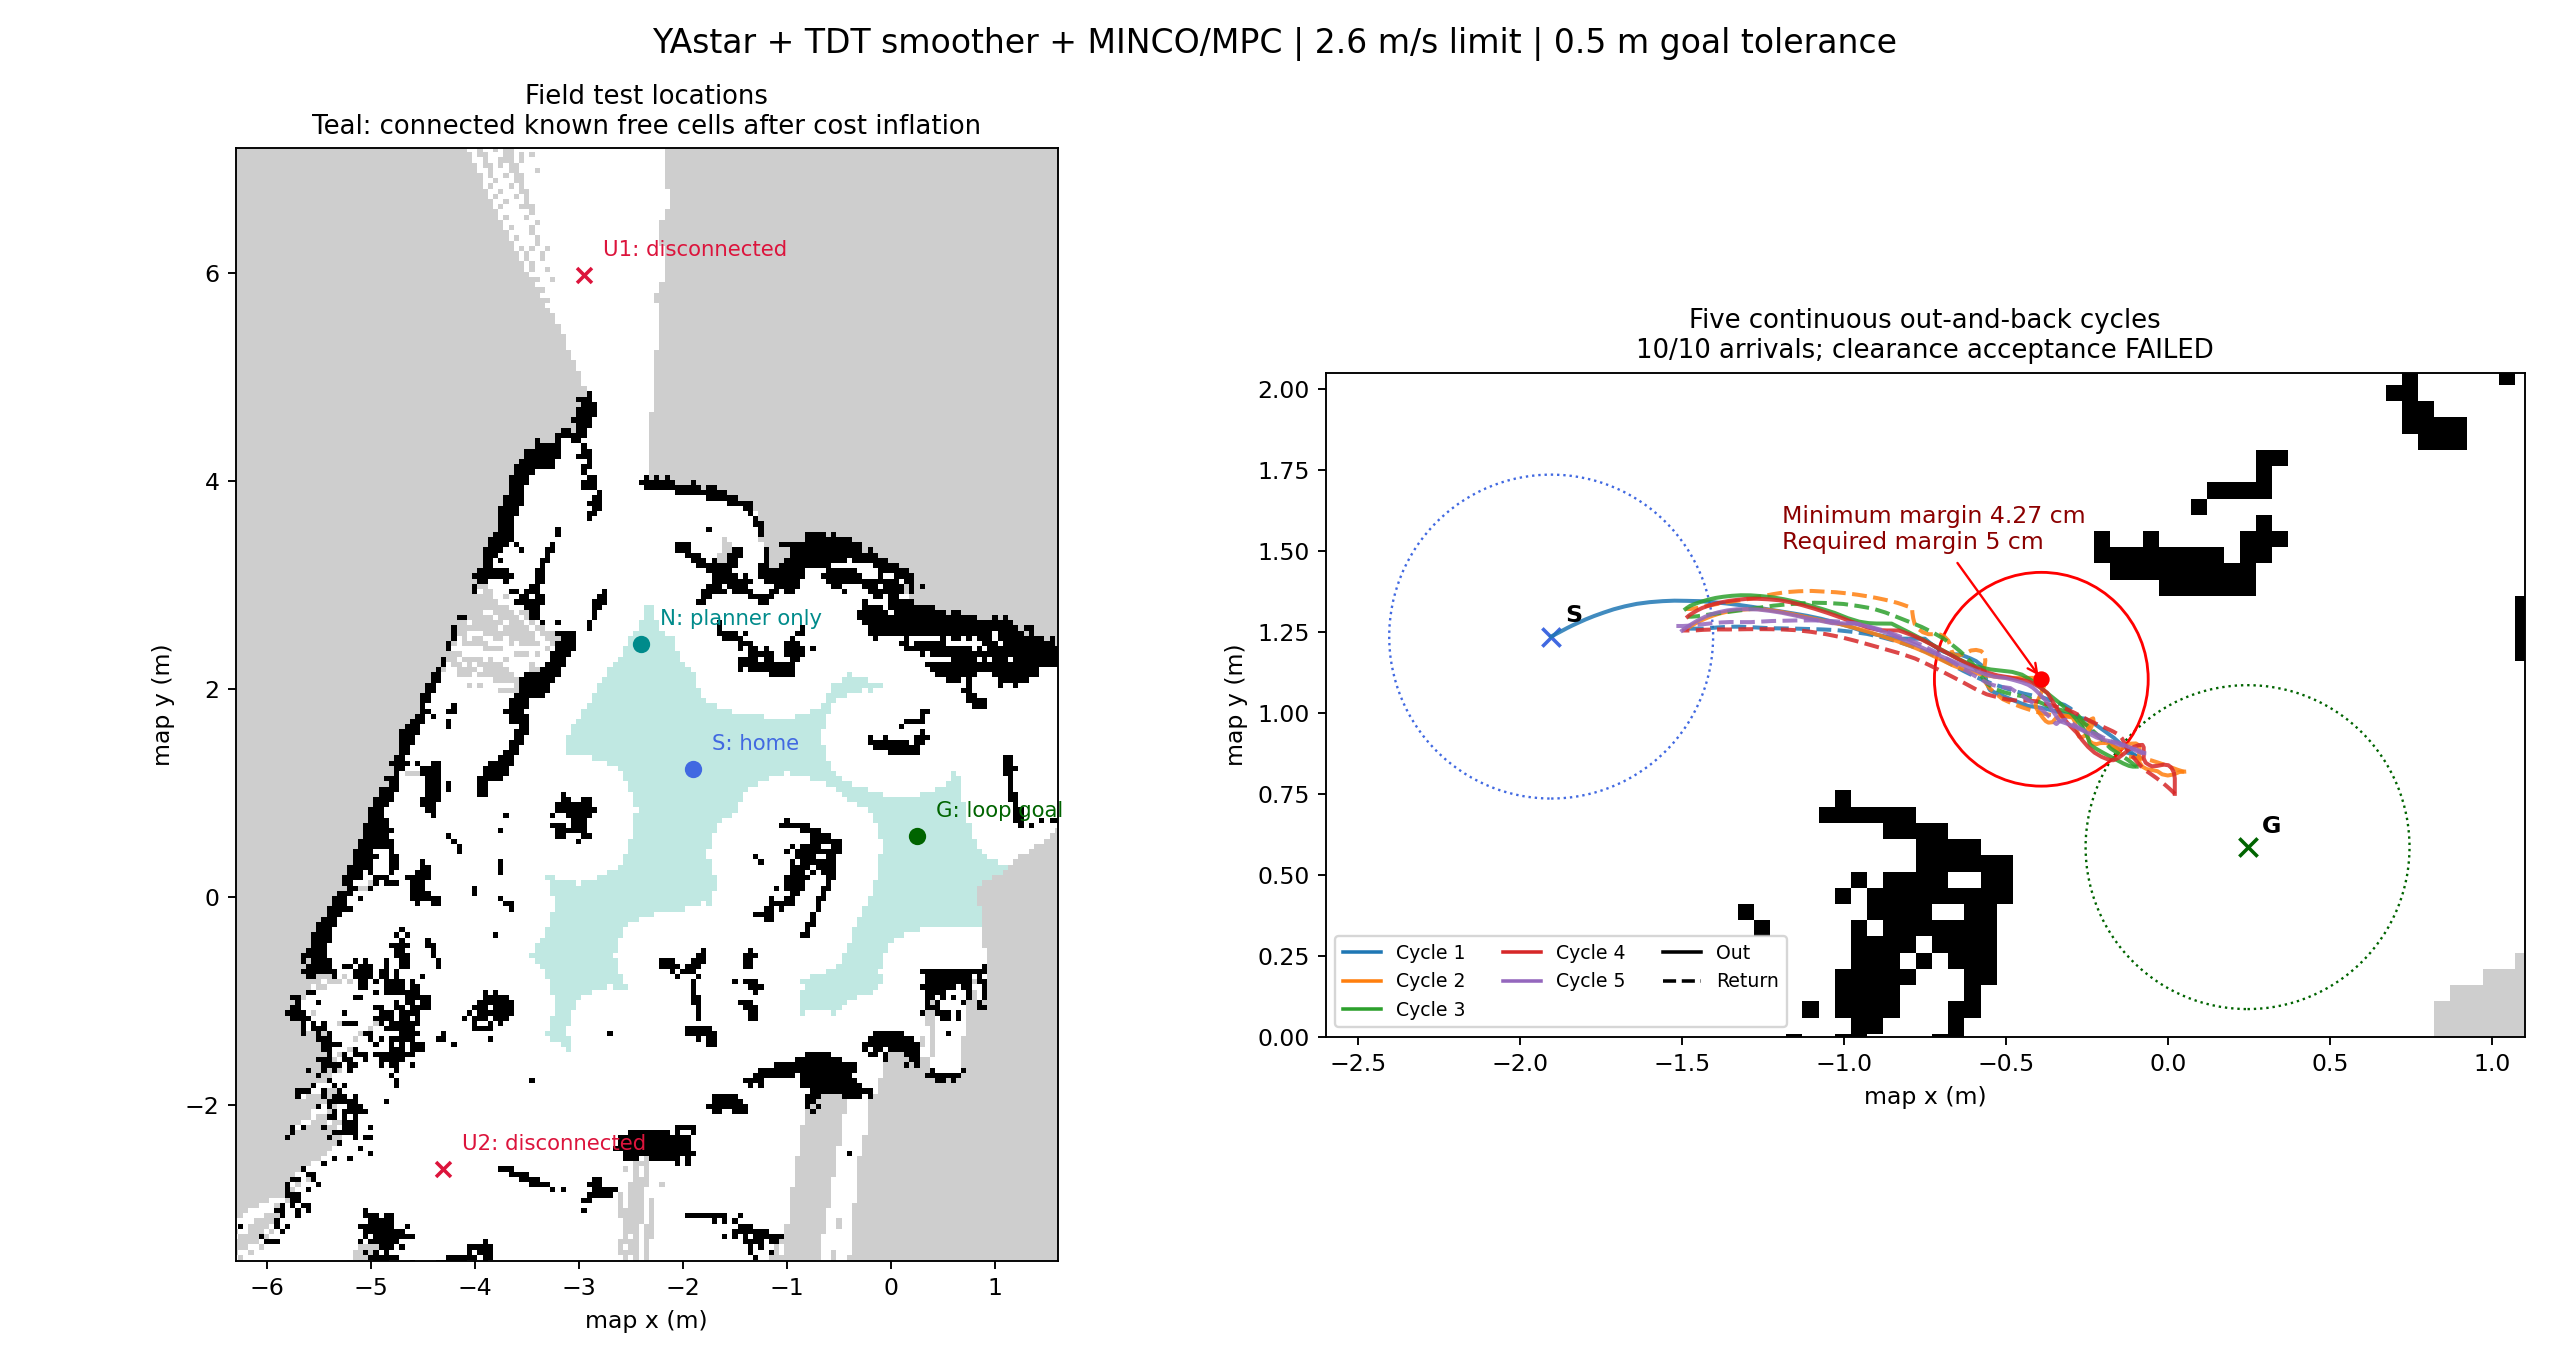 YAstar + TDT smoother + MINCO/MPC | 2.6 m/s limit | 0.5 m goal tolerance
Field test locations
Teal: connected known free cells after cost inflation
U1: disconnected
N: planner only
S: home
G: loop goal
U2: disconnected
6
4
2
0
−2
map y (m)
−6
−5
−4
−3
−2
−1
0
1
map x (m)
Five continuous out-and-back cycles
10/10 arrivals; clearance acceptance FAILED
Minimum margin 4.27 cm
Required margin 5 cm
S
G
2.00
1.75
1.50
1.25
1.00
0.75
0.50
0.25
0.00
map y (m)
Cycle 1
Cycle 2
Cycle 3
Cycle 4
Cycle 5
Out
Return
−2.5
−2.0
−1.5
−1.0
−0.5
0.0
0.5
1.0
map x (m)